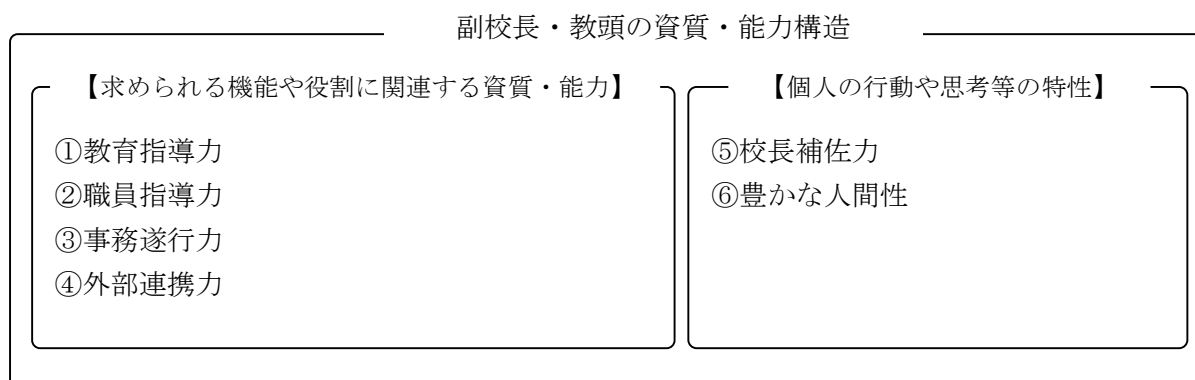 副校長・教頭の資質・能力構造
【求められる機能や役割に関連する資質・能力】
①教育指導力
②職員指導力
③事務遂行力
④外部連携力
【個人の行動や思考等の特性】
⑤校長補佐力
⑥豊かな人間性